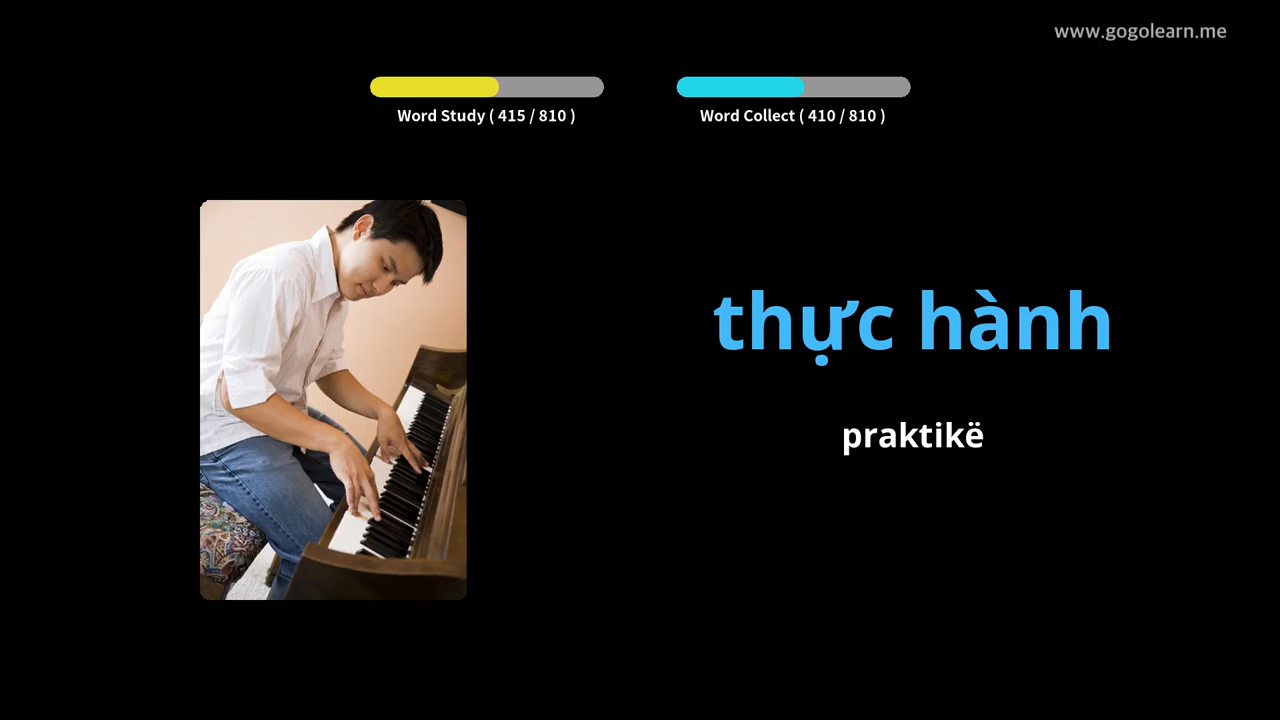 www.gogolearn.me
Word Study ( 415 / 810 )
Word Collect ( 410 / 810 )
thực hành
praktikë